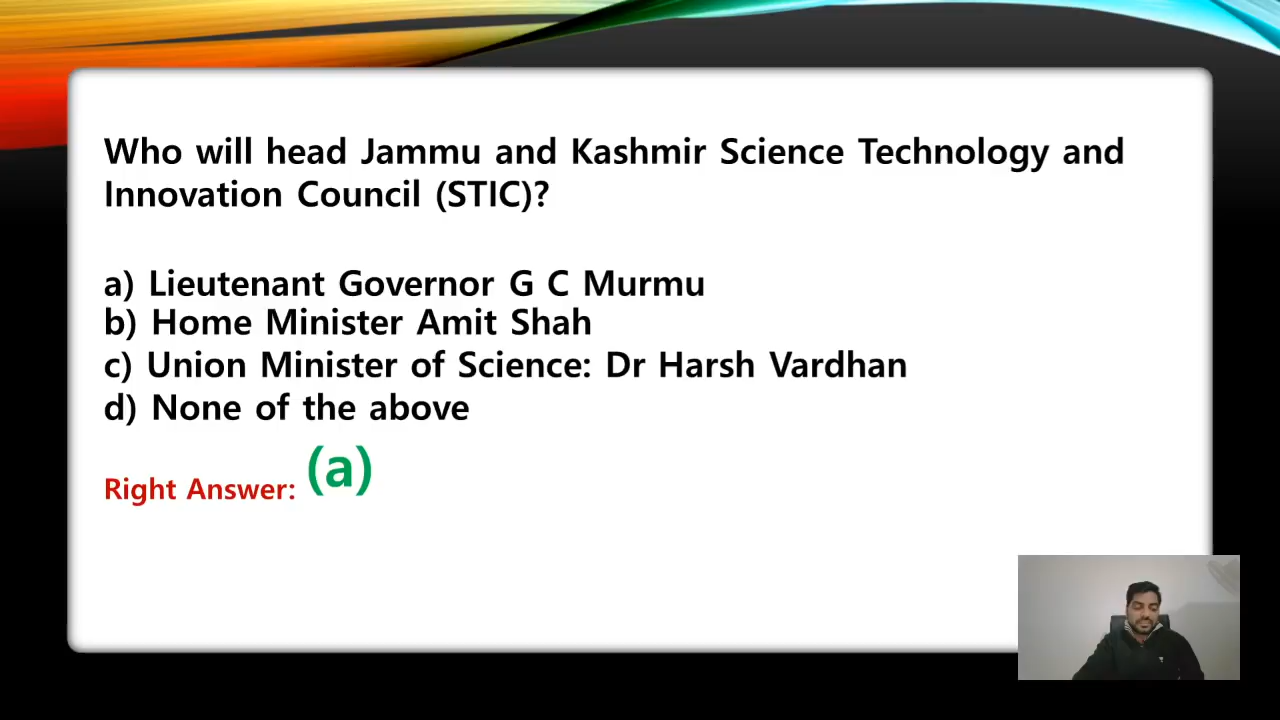 Who will head Jammu and Kashmir Science Technology and
Innovation Council (STIC)?
a) Lieutenant Governor G C Murmu
b) Home Minister Amit Shah
c) Union Minister of Science: Dr Harsh Vardhan
d) None of the above
Right Answer: (a)